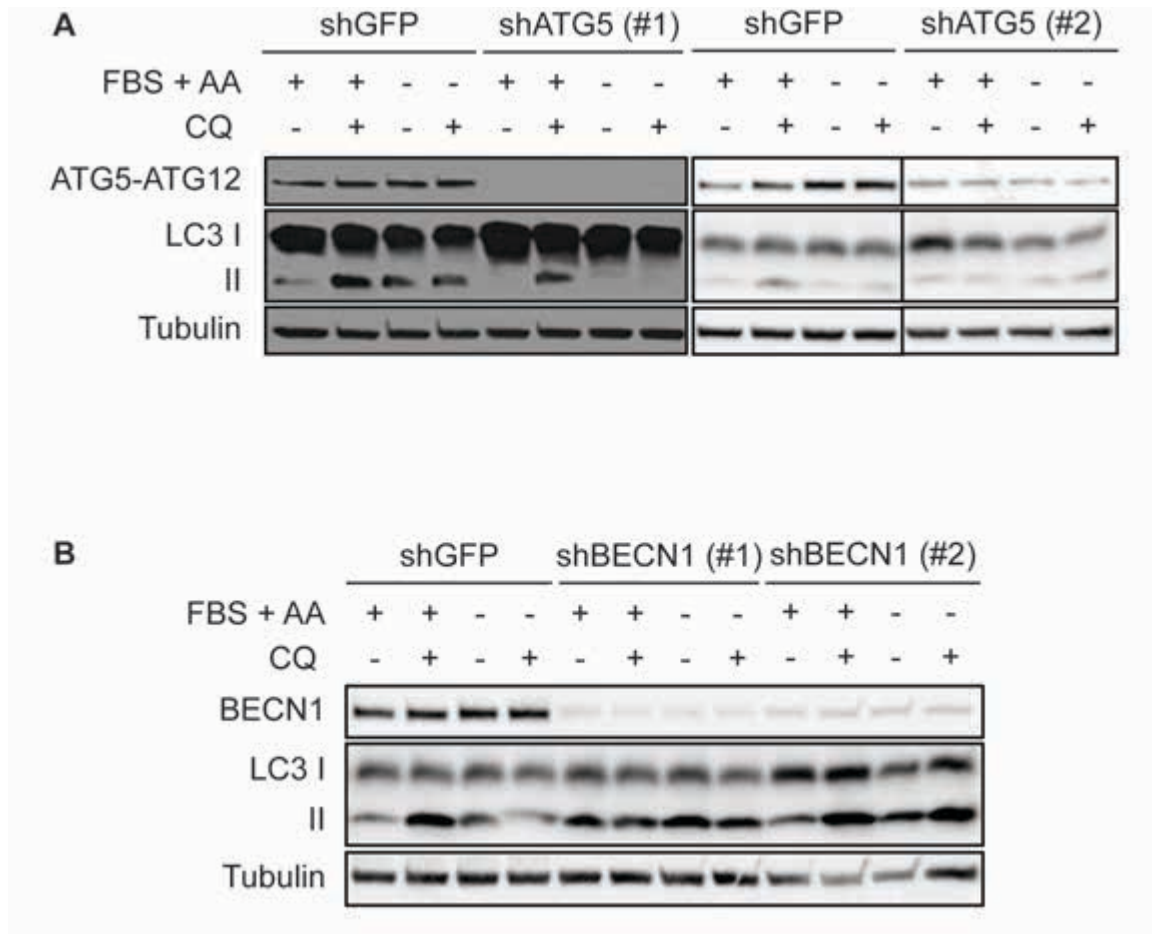 A
shGFP shATG5 (#1) shGFP shATG5 (#2)
FBS + AA + + - - + + - - + + - - + + - -
CQ - + - + - + - + - + - + - + - +
ATG5-ATG12
LC3 I
II
Tubulin
B
shGFP shBECN1 (#1) shBECN1 (#2)
FBS + AA + + - - + + - - + + - -
CQ - + - + - + - + - + - +
BECN1
LC3 I
II
Tubulin